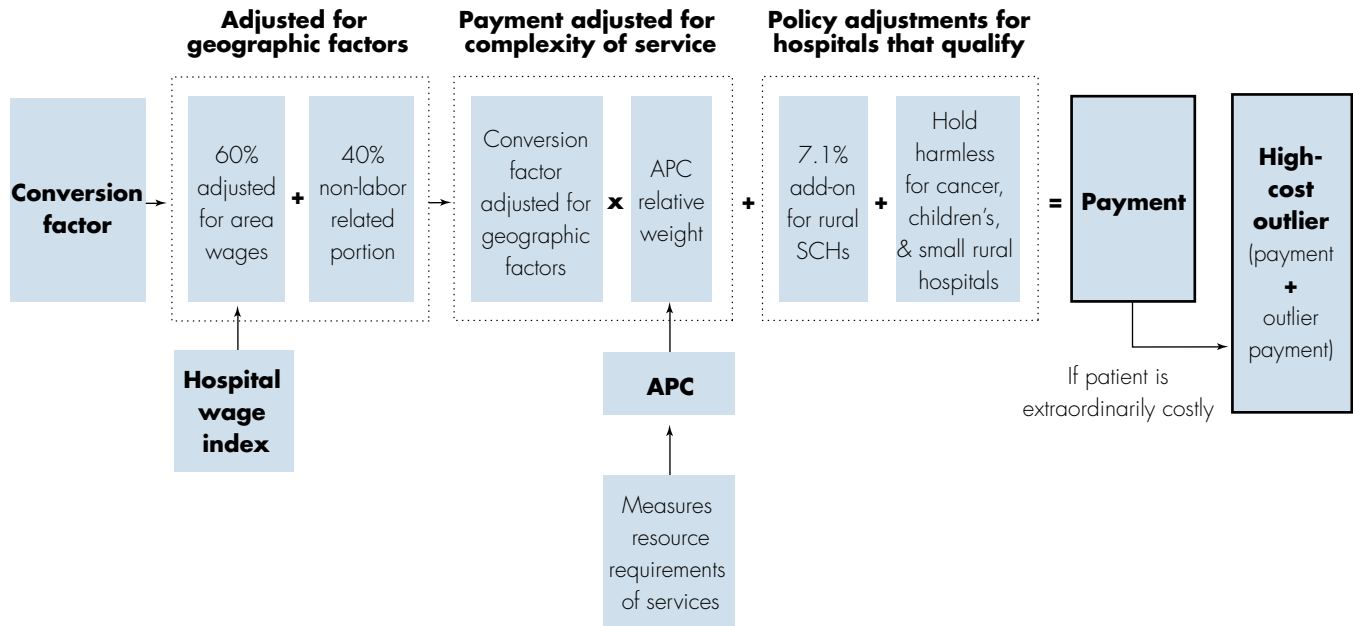 Adjusted for
geographic factors
Payment adjusted for
complexity of service
Policy adjustments for
hospitals that qualify
Conversion
factor
60%
adjusted
for area
wages
+
40%
non-labor
related
portion
Conversion
factor
adjusted for
geographic
factors
x
APC
relative
weight
+
7.1%
add-on
for rural
SCHs
+
Hold
harmless
for cancer,
children's,
& small rural
hospitals
=
Payment
High-
cost
outlier
(payment
+
outlier
payment)
Hospital
wage
index
APC
If patient is
extraordinarily costly
Measures
resource
requirements
of services